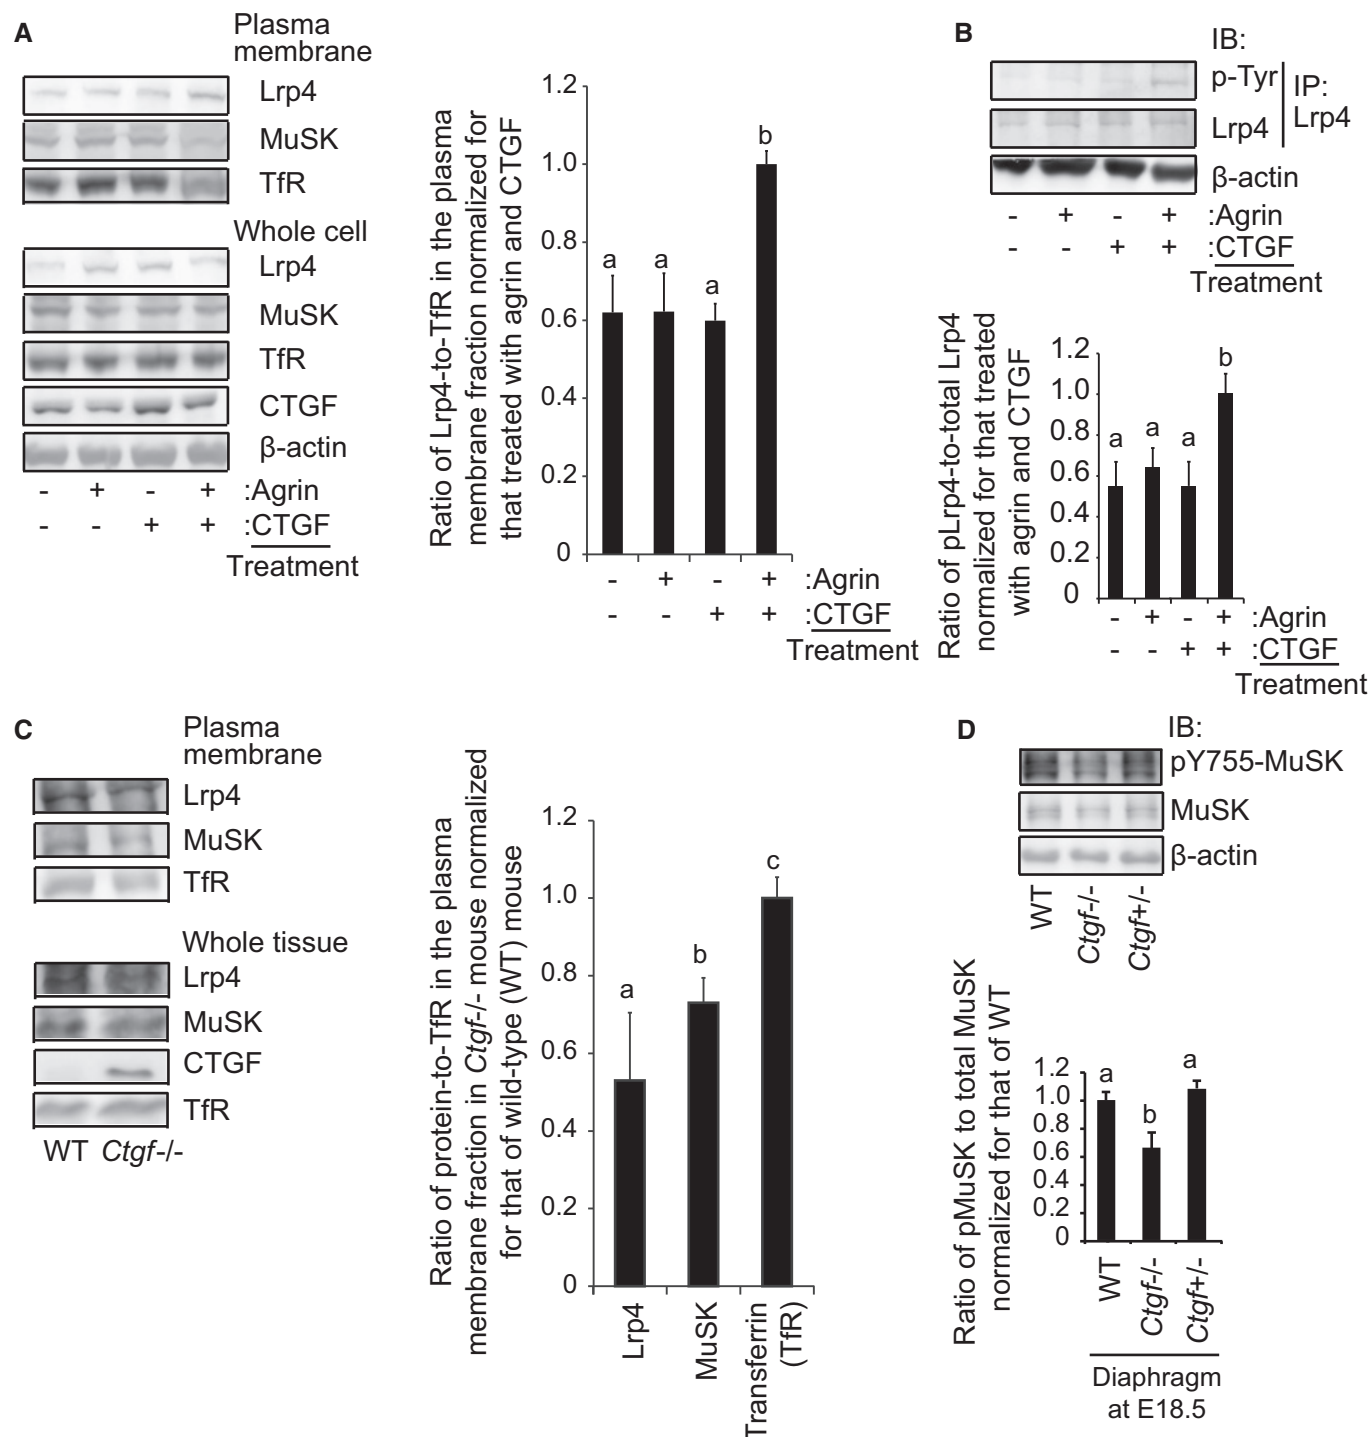 A
Plasma
membrane
Lrp4
MuSK
TfR
Whole cell
Lrp4
MuSK
TfR
CTGF
β-actin
- + - + :Agrin
- - + + :CTGF
Treatment
Ratio of Lrp4-to-TfR in the plasma
membrane fraction normalized for
that treated with agrin and CTGF
1.2
1.0
0.8
0.6
0.4
0.2
0
a a a b
- + - + :Agrin
- - + + :CTGF
Treatment
B
IB:
p-Tyr
Lrp4
IP:
Lrp4
β-actin
- + - + :Agrin
- - + + :CTGF
Treatment
Ratio of pLrp4-to-total Lrp4
normalized for that treated
with agrin and CTGF
1.2
1.0
0.8
0.6
0.4
0.2
0
a a a b
- + - + :Agrin
- - + + :CTGF
Treatment
C
Plasma
membrane
Lrp4
MuSK
TfR
Whole tissue
Lrp4
MuSK
CTGF
TfR
WT Ctgf-/-
Ratio of protein-to-TfR in the plasma
membrane fraction in Ctgf-/- mouse normalized
for that of wild-type (WT) mouse
1.2
1.0
0.8
0.6
0.4
0.2
0
a b c
Lrp4
MuSK
Transferrin
(TfR)
D
IB:
pY755-MuSK
MuSK
β-actin
WT
Ctgf-/-
Ctgf+/-
Ratio of pMuSK to total MuSK
normalized for that of WT
1.2
1.0
0.8
0.6
0.4
0.2
0
a b a
WT
Ctgf-/-
Ctgf+/-
Diaphragm
at E18.5